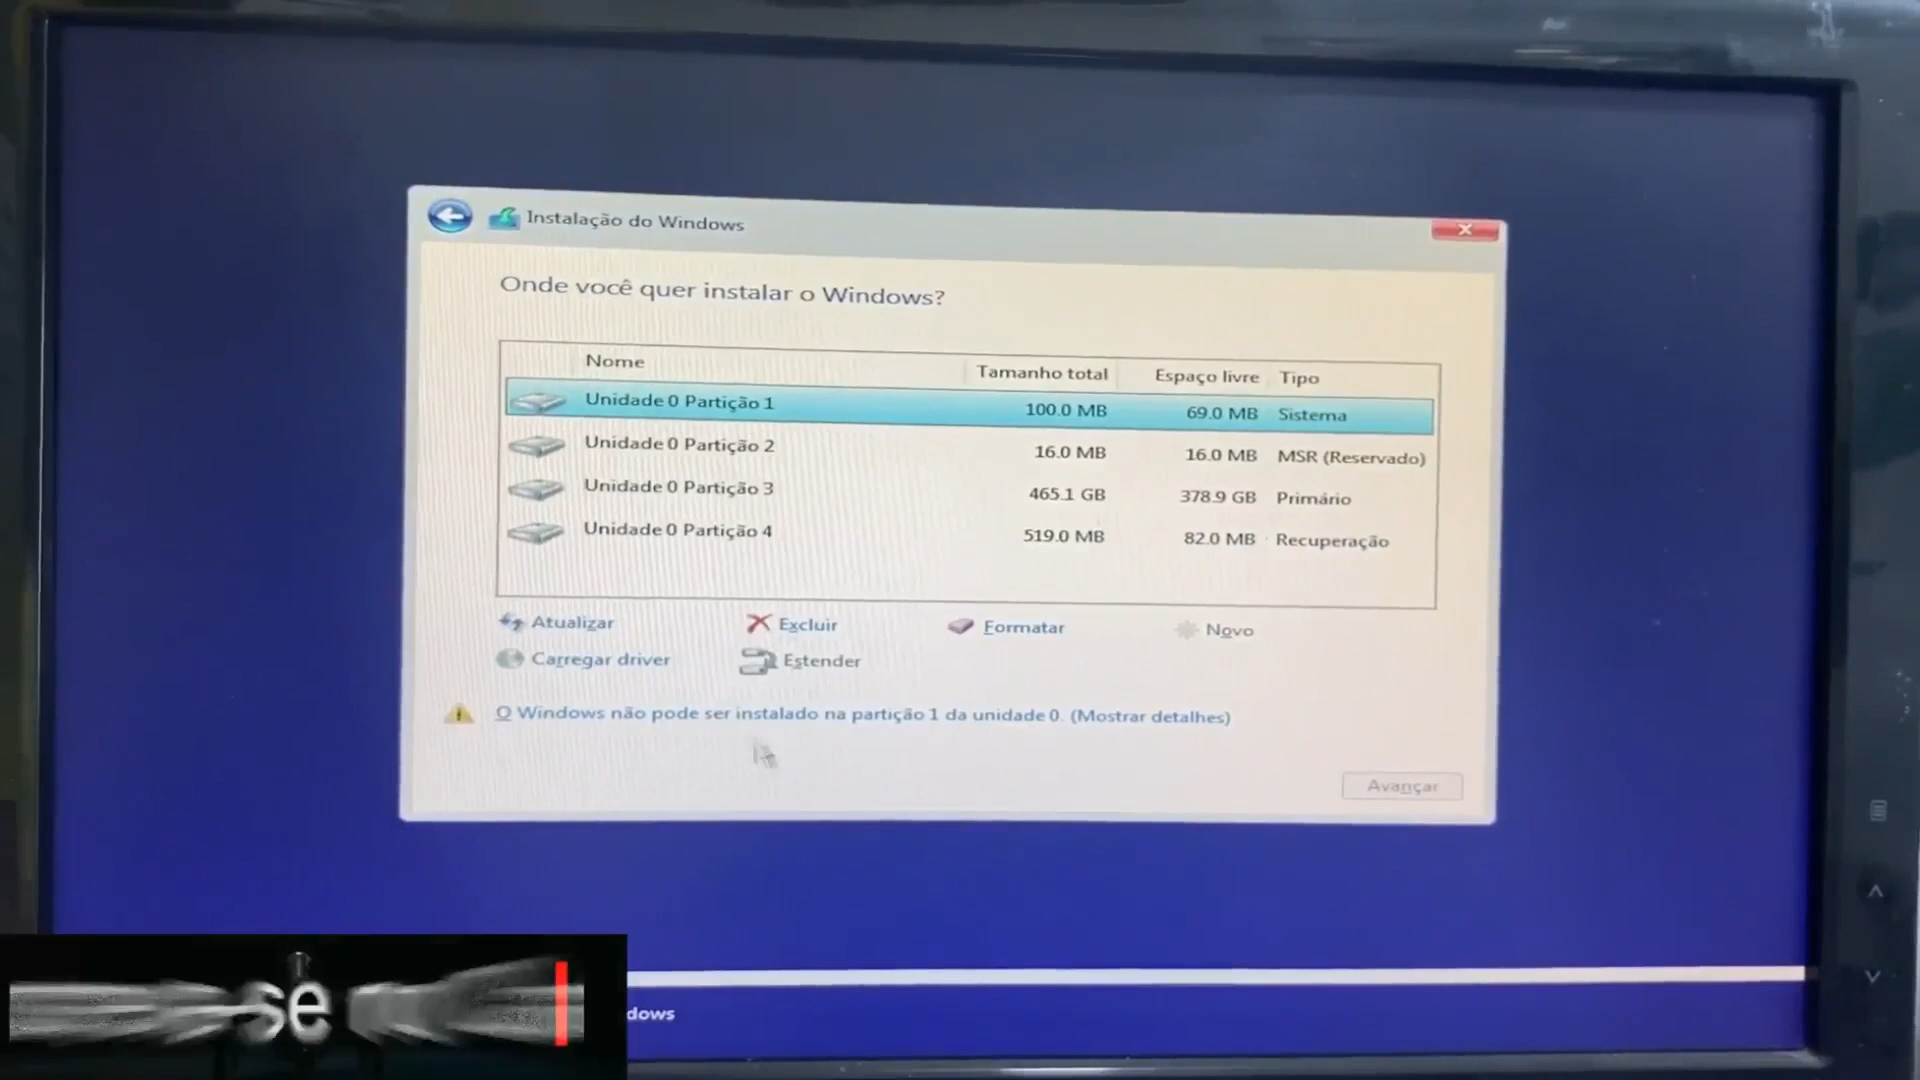 Instalação do Windows
Onde você quer instalar o Windows?
Nome Tamanho total Espaço livre Tipo
Unidade 0 Partição 1 100.0 MB 69.0 MB Sistema
Unidade 0 Partição 2 16.0 MB 16.0 MB MSR (Reservado)
Unidade 0 Partição 3 465.1 GB 378.9 GB Primário
Unidade 0 Partição 4 519.0 MB 82.0 MB Recuperação
Atualizar Excluir Formatar Novo
Carregar driver Estender
O Windows não pode ser instalado na partição 1 da unidade 0. (Mostrar detalhes)
Avançar
se
dows